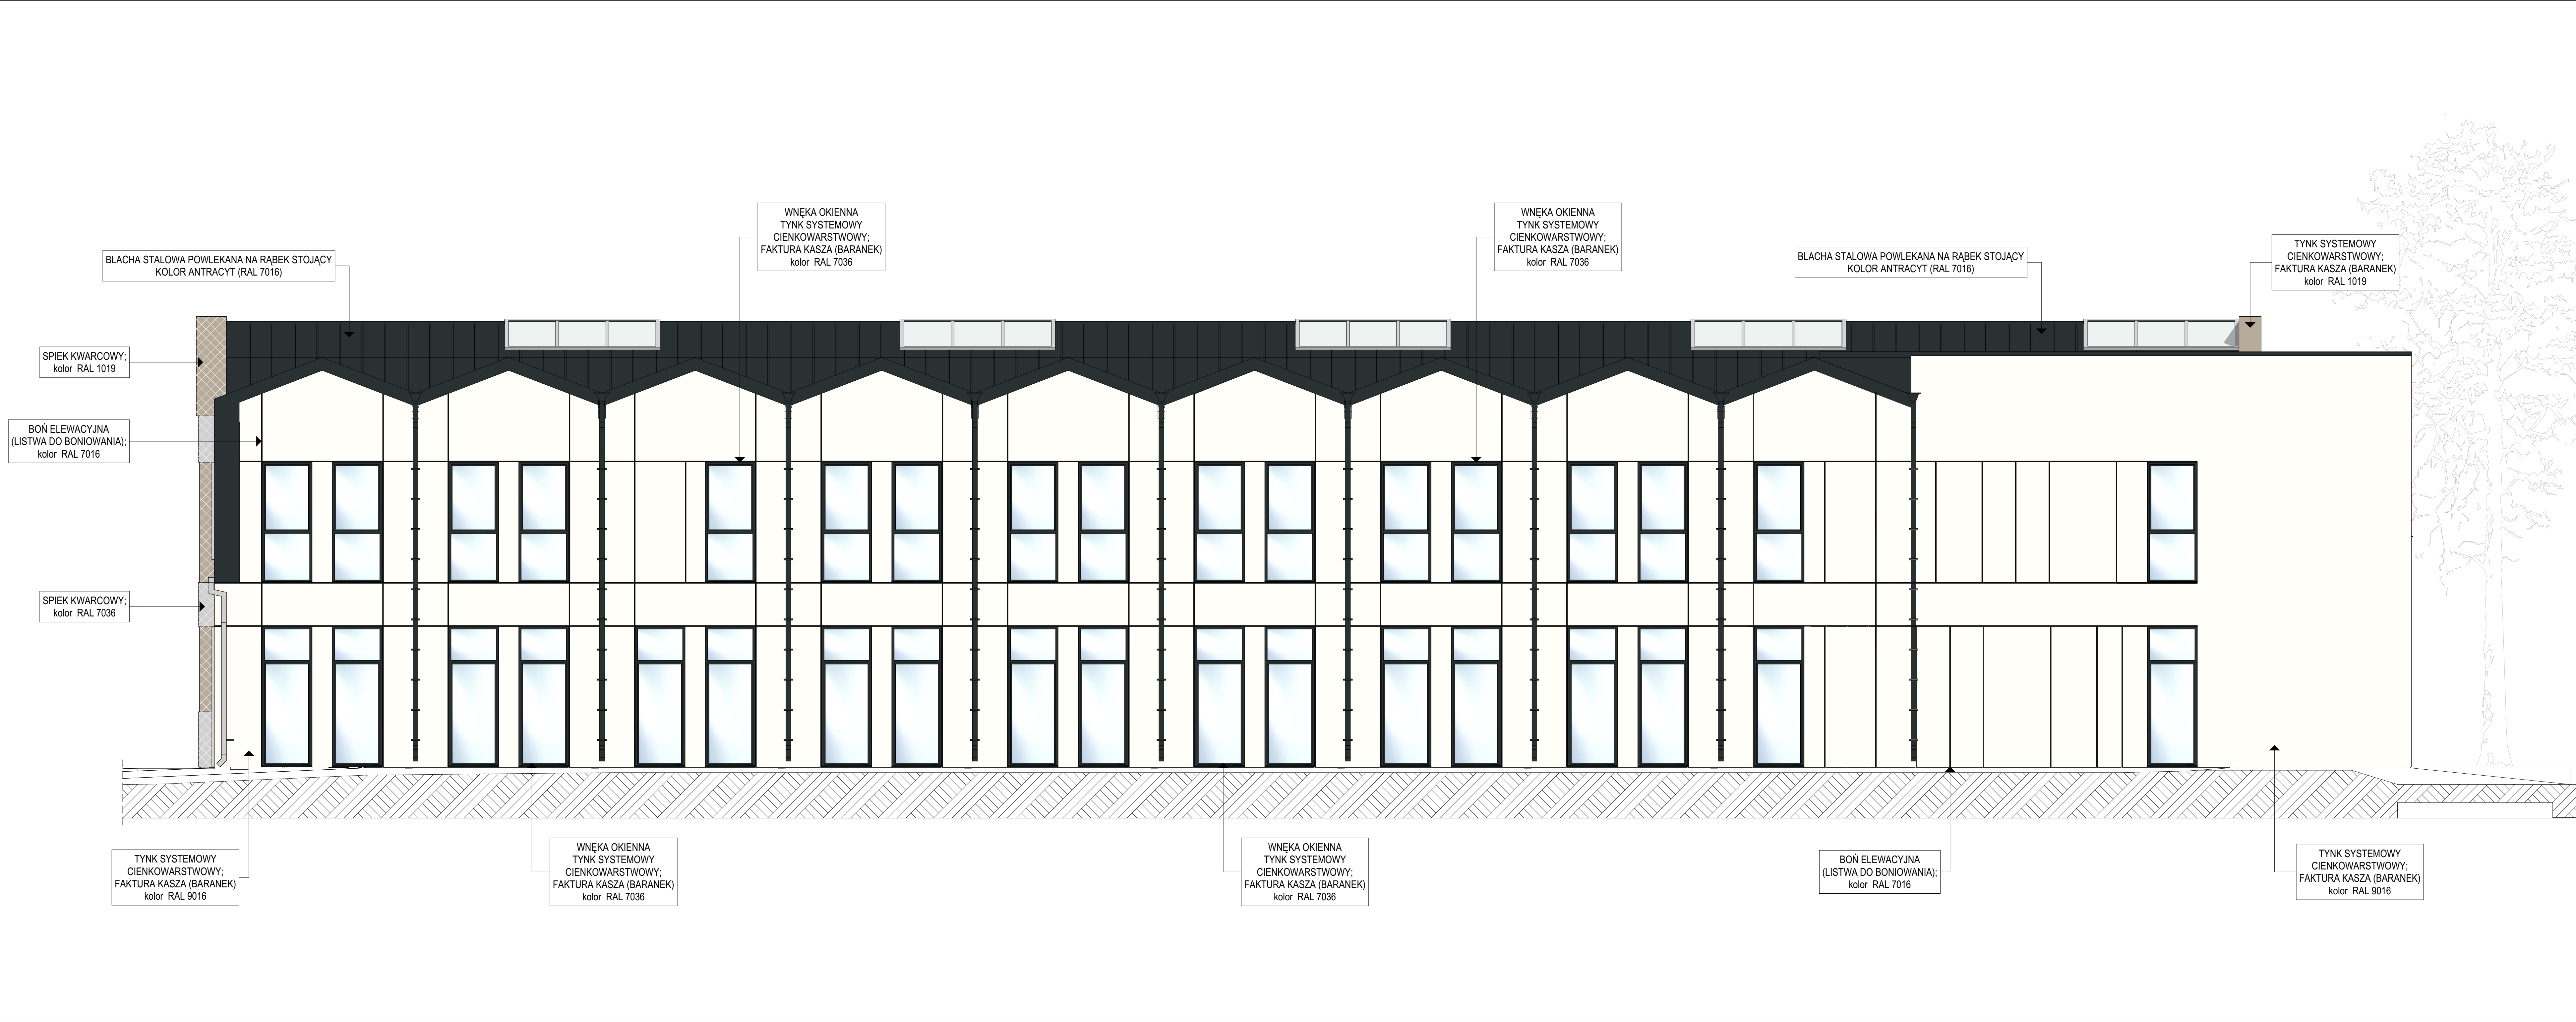 WNĘKA OKIENNA
TYNK SYSTEMOWY
CIENKOWARSTWOWY;
FAKTURA KASZA (BARANEK)
kolor RAL 7036
WNĘKA OKIENNA
TYNK SYSTEMOWY
CIENKOWARSTWOWY;
FAKTURA KASZA (BARANEK)
kolor RAL 7036
BLACHA STALOWA POWLEKANA NA RĄBEK STOJĄCY
KOLOR ANTRACYT (RAL 7016)
BLACHA STALOWA POWLEKANA NA RĄBEK STOJĄCY
KOLOR ANTRACYT (RAL 7016)
TYNK SYSTEMOWY
CIENKOWARSTWOWY;
FAKTURA KASZA (BARANEK)
kolor RAL 1019
SPIEK KWARCOWY;
kolor RAL 1019
BOŃ ELEWACYJNA
(LISTWA DO BONIOWANIA);
kolor RAL 7016
SPIEK KWARCOWY;
kolor RAL 7036
TYNK SYSTEMOWY
CIENKOWARSTWOWY;
FAKTURA KASZA (BARANEK)
kolor RAL 9016
WNĘKA OKIENNA
TYNK SYSTEMOWY
CIENKOWARSTWOWY;
FAKTURA KASZA (BARANEK)
kolor RAL 7036
WNĘKA OKIENNA
TYNK SYSTEMOWY
CIENKOWARSTWOWY;
FAKTURA KASZA (BARANEK)
kolor RAL 7036
BOŃ ELEWACYJNA
(LISTWA DO BONIOWANIA);
kolor RAL 7016
TYNK SYSTEMOWY
CIENKOWARSTWOWY;
FAKTURA KASZA (BARANEK)
kolor RAL 9016